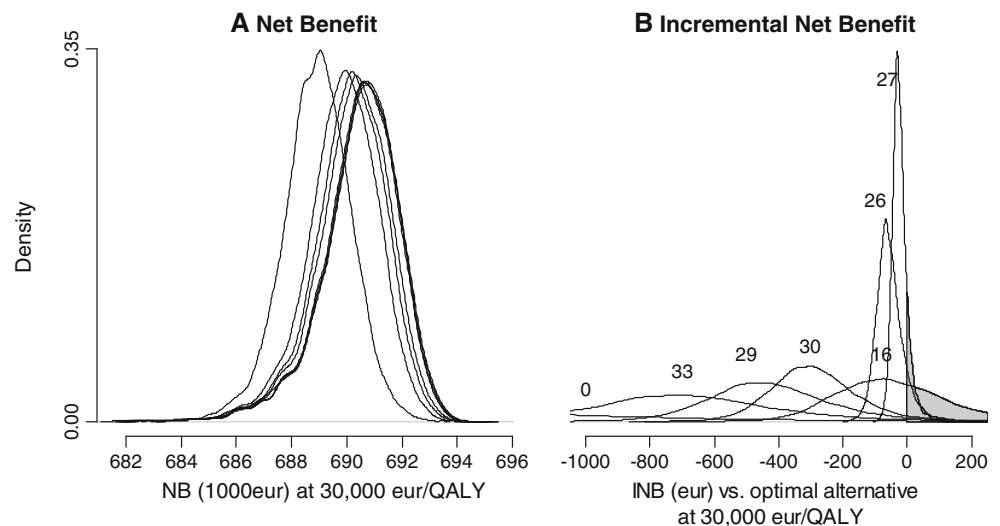 A Net Benefit
0.35
0.00
Density
682 684 686 688 690 692 694 696
NB (1000eur) at 30,000 eur/QALY
B Incremental Net Benefit
27
26
30
29
16
33
0
-1000 -800 -600 -400 -200 0 200
INB (eur) vs. optimal alternative
at 30,000 eur/QALY